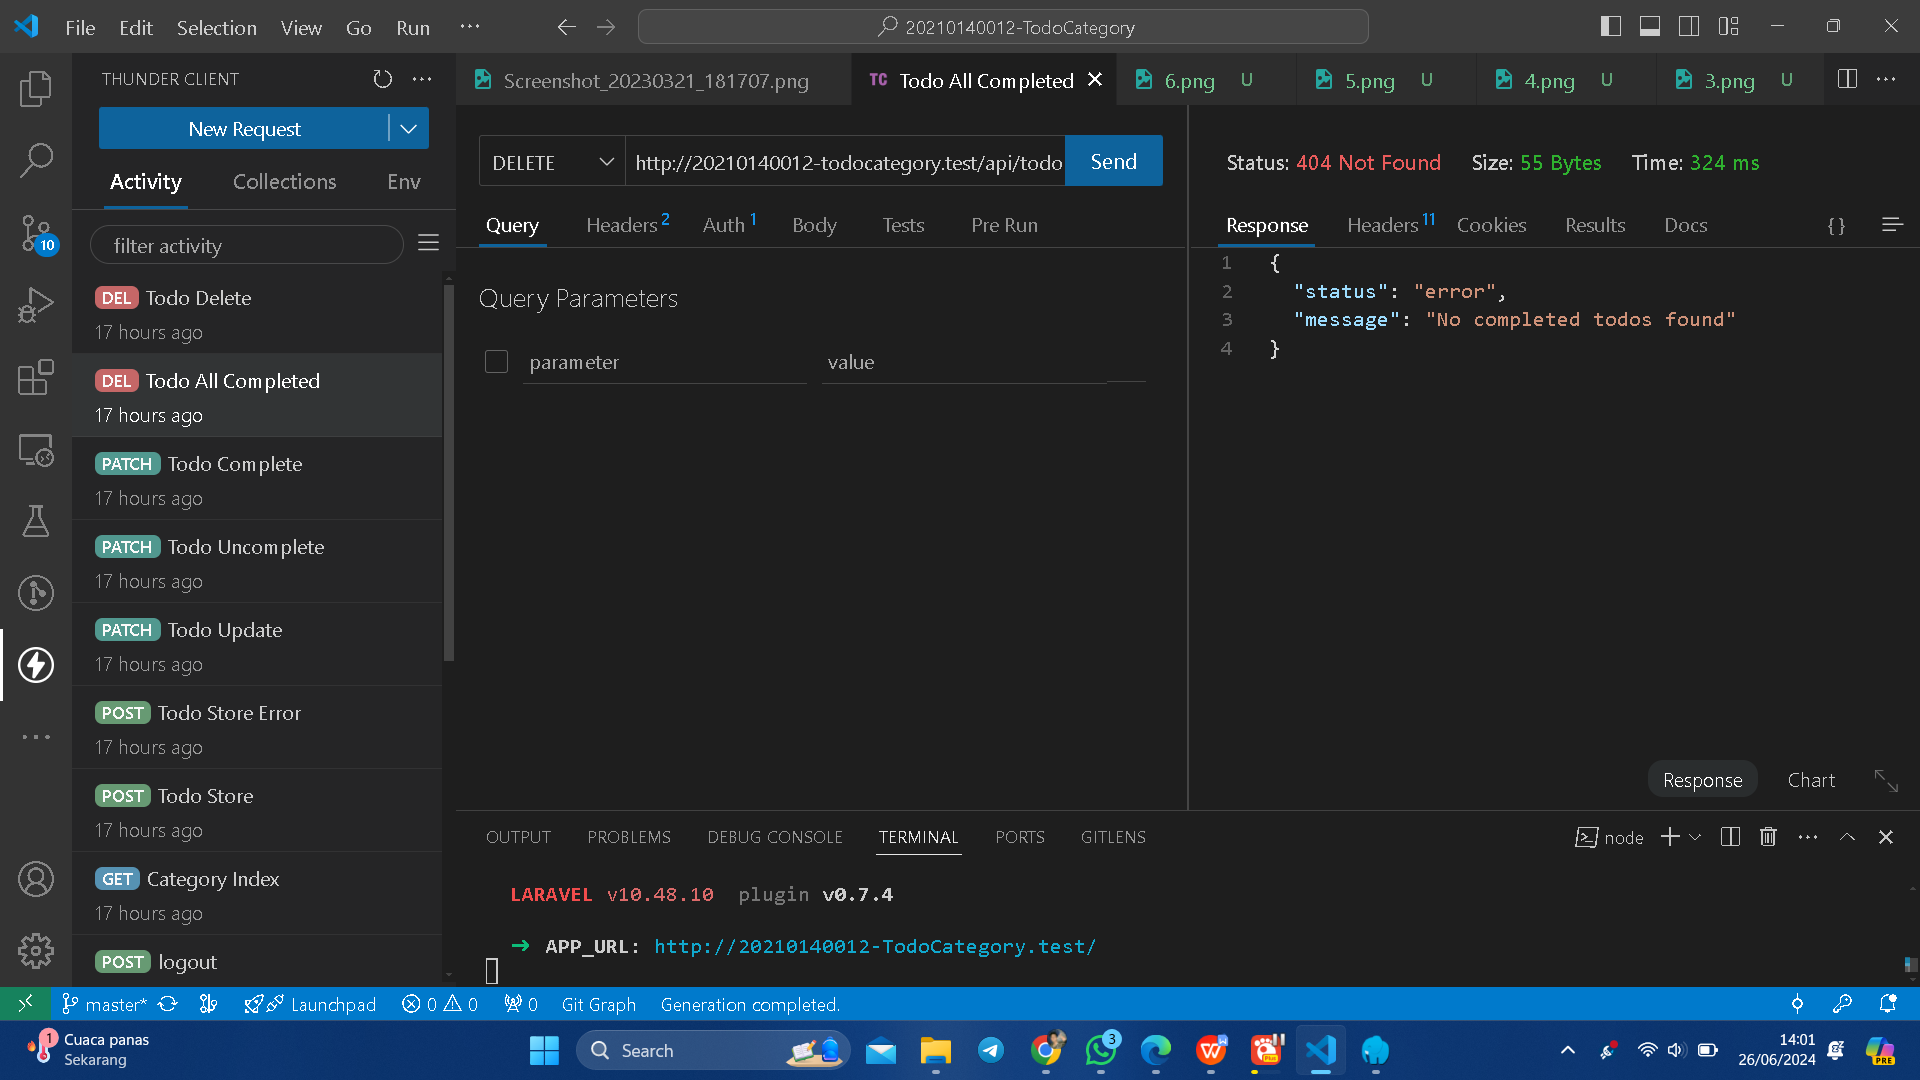 File Edit Selection View Go Run ...
20210140012-TodoCategory
THUNDER CLIENT
New Request
Activity Collections Env
filter activity
DEL Todo Delete
17 hours ago
DEL Todo All Completed
17 hours ago
PATCH Todo Complete
17 hours ago
PATCH Todo Uncomplete
17 hours ago
PATCH Todo Update
17 hours ago
POST Todo Store Error
17 hours ago
POST Todo Store
17 hours ago
GET Category Index
17 hours ago
POST logout
10
Screenshot_20230321_181707.png TC Todo All Completed 6.png U 5.png U 4.png U 3.png U
DELETE http://20210140012-todocategory.test/api/todo Send
Query Headers 2 Auth 1 Body Tests Pre Run
Query Parameters
parameter value
Status: 404 Not Found Size: 55 Bytes Time: 324 ms
Response Headers 11 Cookies Results Docs {}
1 {
2 "status": "error",
3 "message": "No completed todos found"
4 }
Response Chart
OUTPUT PROBLEMS DEBUG CONSOLE TERMINAL PORTS GITLENS
node
LARAVEL v10.48.10 plugin v0.7.4
➜ APP_URL: http://20210140012-TodoCategory.test/
master* Launchpad 0 0 0 Git Graph Generation completed.
1 Cuaca panas
Sekarang
Search
3
W
PRE
14:01
26/06/2024